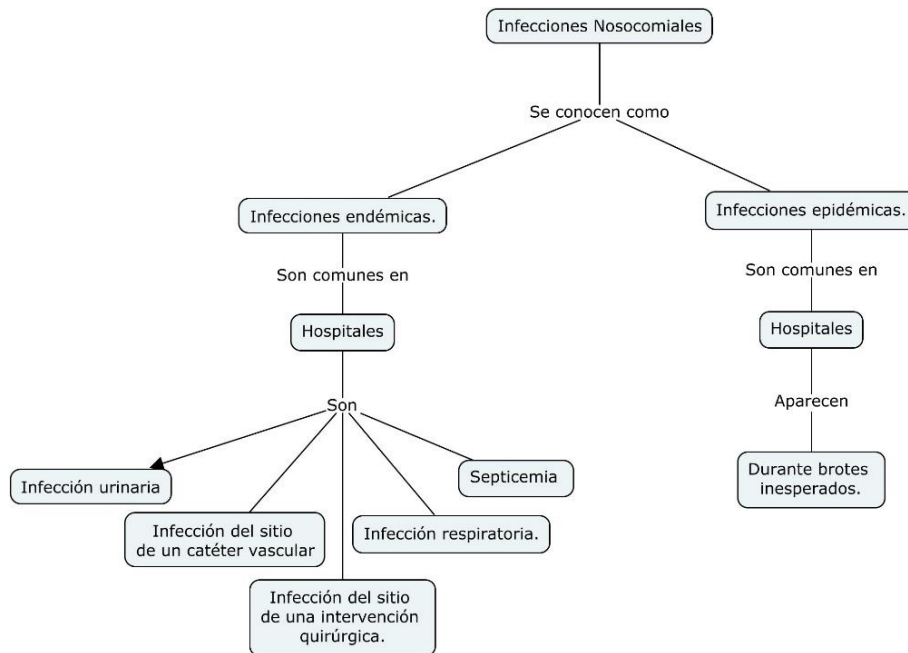 Infecciones Nosocomiales
Se conocen como
Infecciones endémicas.
Infecciones epidémicas.
Son comunes en
Son comunes en
Hospitales
Hospitales
Son
Aparecen
Infección urinaria
Septicemia
Durante brotes
inesperados.
Infección del sitio
de un catéter vascular
Infección respiratoria.
Infección del sitio
de una intervención
quirúrgica.